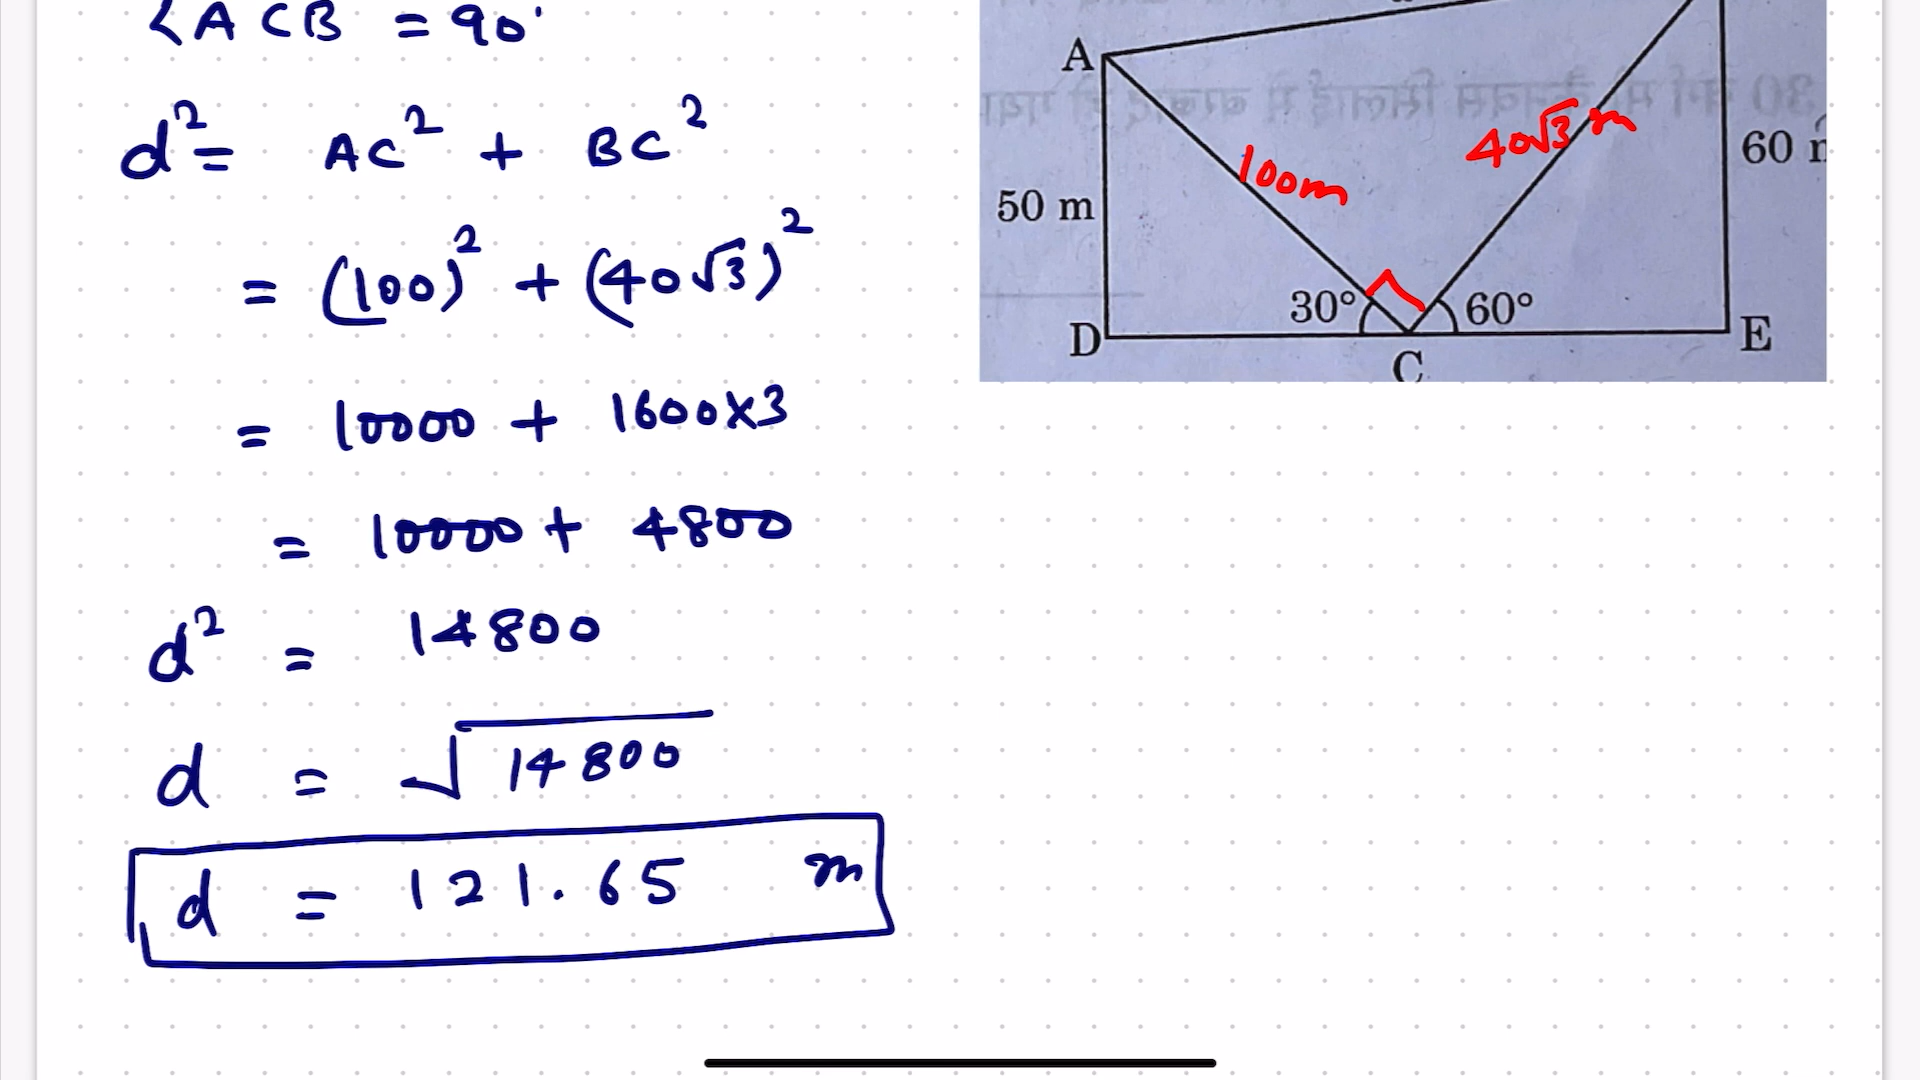 ∠ACB = 90°
d² = AC² + BC²
= (100)² + (40√3)²
= 10000 + 1600×3
= 10000 + 4800
d² = 14800
d = √14800
d = 121.65 m
A
50 m
100m
40√3 m
60
30°
60°
D
C
E
30